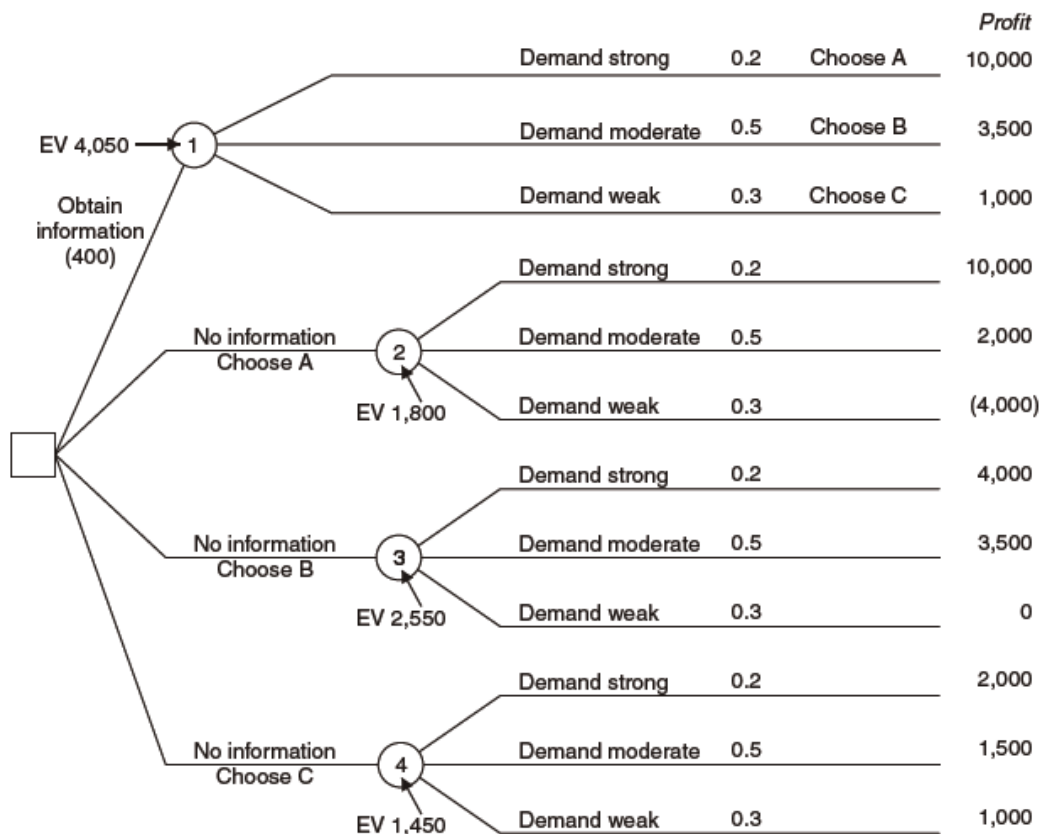 Profit
Demand strong 0.2 Choose A 10,000
Demand moderate 0.5 Choose B 3,500
EV 4,050
1
Demand weak 0.3 Choose C 1,000
Obtain
information
(400)
Demand strong 0.2 10,000
No information
Choose A
2
Demand moderate 0.5 2,000
EV 1,800
Demand weak 0.3 (4,000)
Demand strong 0.2 4,000
No information
Choose B
3
Demand moderate 0.5 3,500
EV 2,550
Demand weak 0.3 0
Demand strong 0.2 2,000
No information
Choose C
4
Demand moderate 0.5 1,500
EV 1,450
Demand weak 0.3 1,000